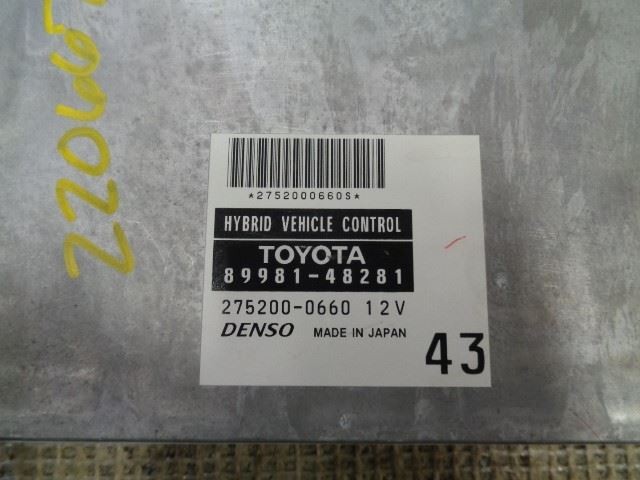 *2752000660S*
HYBRID VEHICLE CONTROL
TOYOTA
89981-48281
275200-0660 12V
DENSO MADE IN JAPAN
43